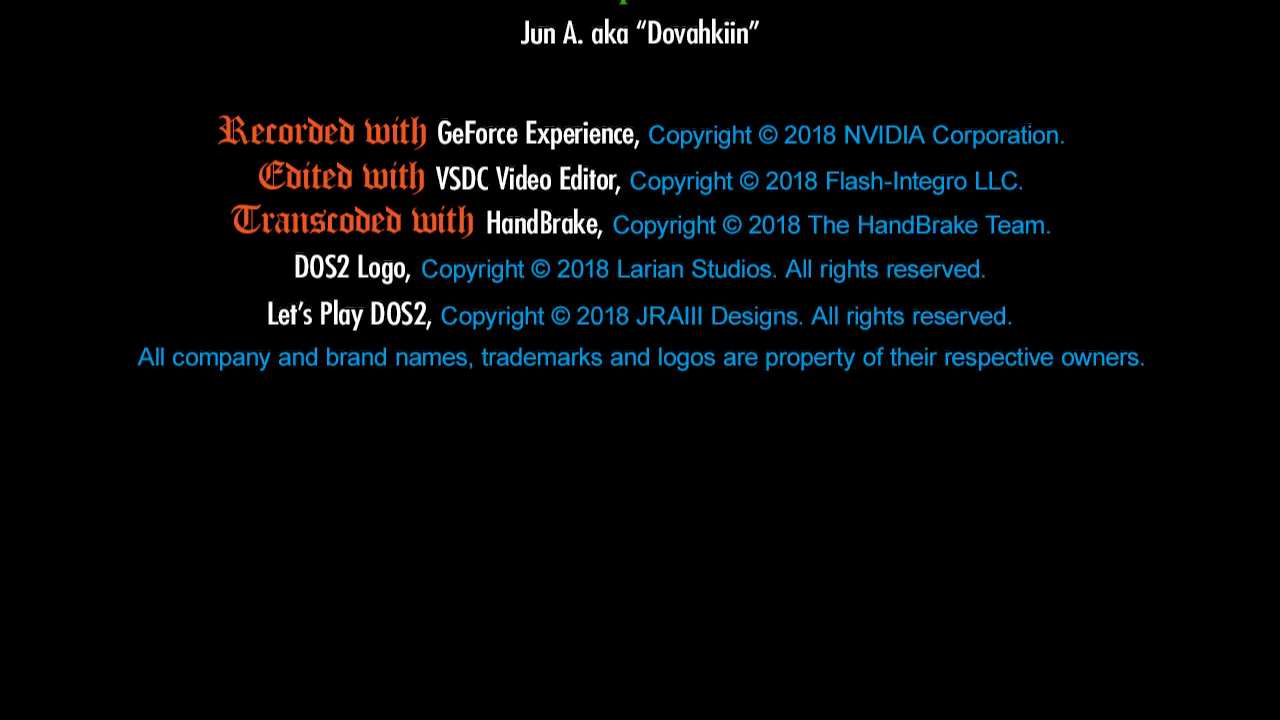 Jun A. aka “Dovahkiin”
Recorded with GeForce Experience, Copyright © 2018 NVIDIA Corporation.
Edited with VSDC Video Editor, Copyright © 2018 Flash-Integro LLC.
Transcoded with HandBrake, Copyright © 2018 The HandBrake Team.
DOS2 Logo, Copyright © 2018 Larian Studios. All rights reserved.
Let’s Play DOS2, Copyright © 2018 JRAIII Designs. All rights reserved.
All company and brand names, trademarks and logos are property of their respective owners.